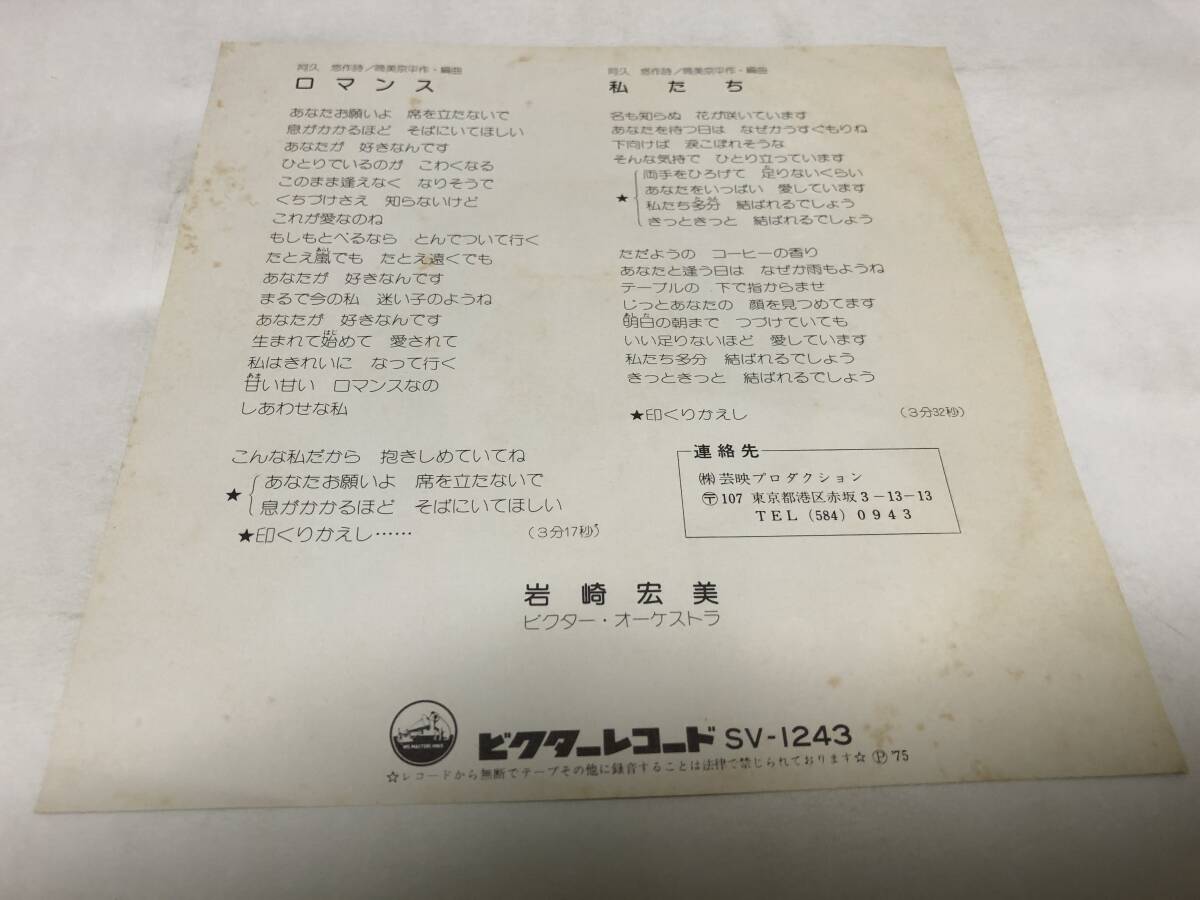 阿久 悠作詩/筒美京平作・編曲
ロマンス
あなたお願いよ 席を立たないで
息がかかるほど そばにいてほしい
あなたが 好きなんです
ひとりでいるのが こわくなる
このまま逢えなく なりそうで
くちづけさえ 知らないけど
これが愛なのね
もしもとべるなら とんでついて行く
たとえ嵐でも たとえ遠くでも
あなたが 好きなんです
まるで今の私 迷い子のようね
あなたが 好きなんです
生まれて始めて 愛されて
私はきれいに なって行く
甘い甘い ロマンスなの
しあわせな私
こんな私だから 抱きしめていてね
★ あなたお願いよ 席を立たないで
息がかかるほど そばにいてほしい
★印くりかえし…… (3分17秒)
阿久 悠作詩/筒美京平作・編曲
私たち
名も知らぬ 花が咲いています
あなたを待つ日は なぜかうすぐもりね
下向けば 涙こぼれそうな
そんな気持で ひとり立っています
両手をひろげて 足りないくらい
★ あなたをいっぱい 愛しています
私たち多分 結ばれるでしょう
きっときっと 結ばれるでしょう
ただようの コーヒーの香り
あなたと逢う日は なぜか雨もようね
テーブルの 下で指からませ
じっとあなたの 顔を見つめてます
明日の朝まで つづけていても
いい足りないほど 愛しています
私たち多分 結ばれるでしょう
きっときっと 結ばれるでしょう
★印くりかえし (3分32秒)
連絡先
㈱芸映プロダクション
〒107 東京都港区赤坂3-13-13
TEL (584) 0943
岩崎宏美
ビクター・オーケストラ
ビクターレコード SV-1243
☆レコードから無断でテープその他に録音することは法律で禁じられております☆ Ⓟ'75